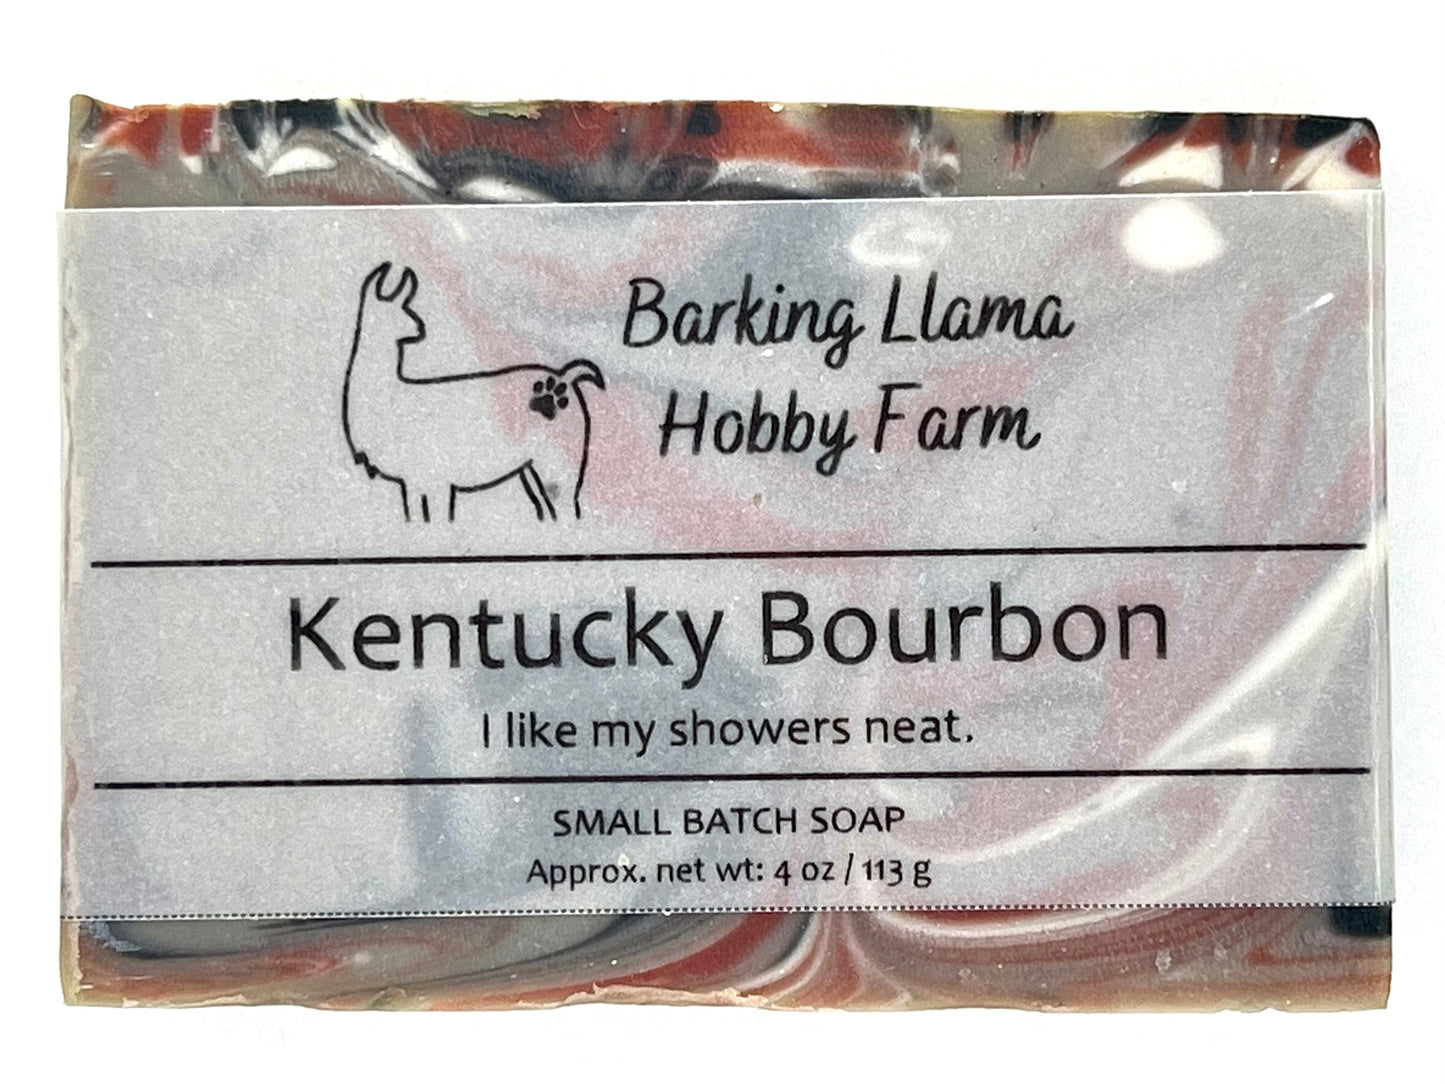 Barking Llama
Hobby Farm
Kentucky Bourbon
I like my showers neat.
SMALL BATCH SOAP
Approx. net wt: 4 oz / 113 g